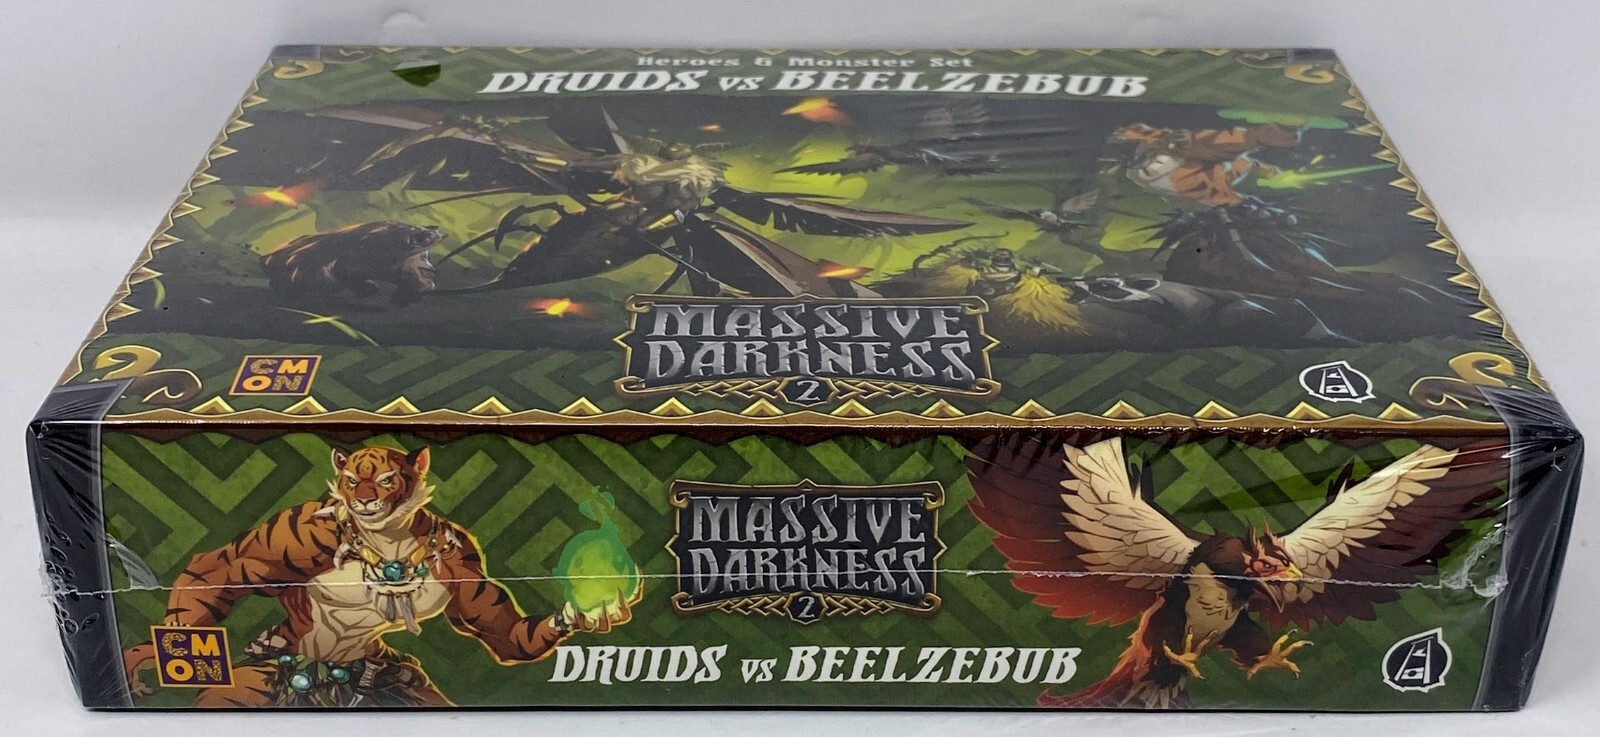 Heroes & Monster Set
DRUIDS vs BEELZEBUB
MASSIVE
DARKNESS
2
CMON
MASSIVE
DARKNESS
2
CMON
DRUIDS vs BEELZEBUB